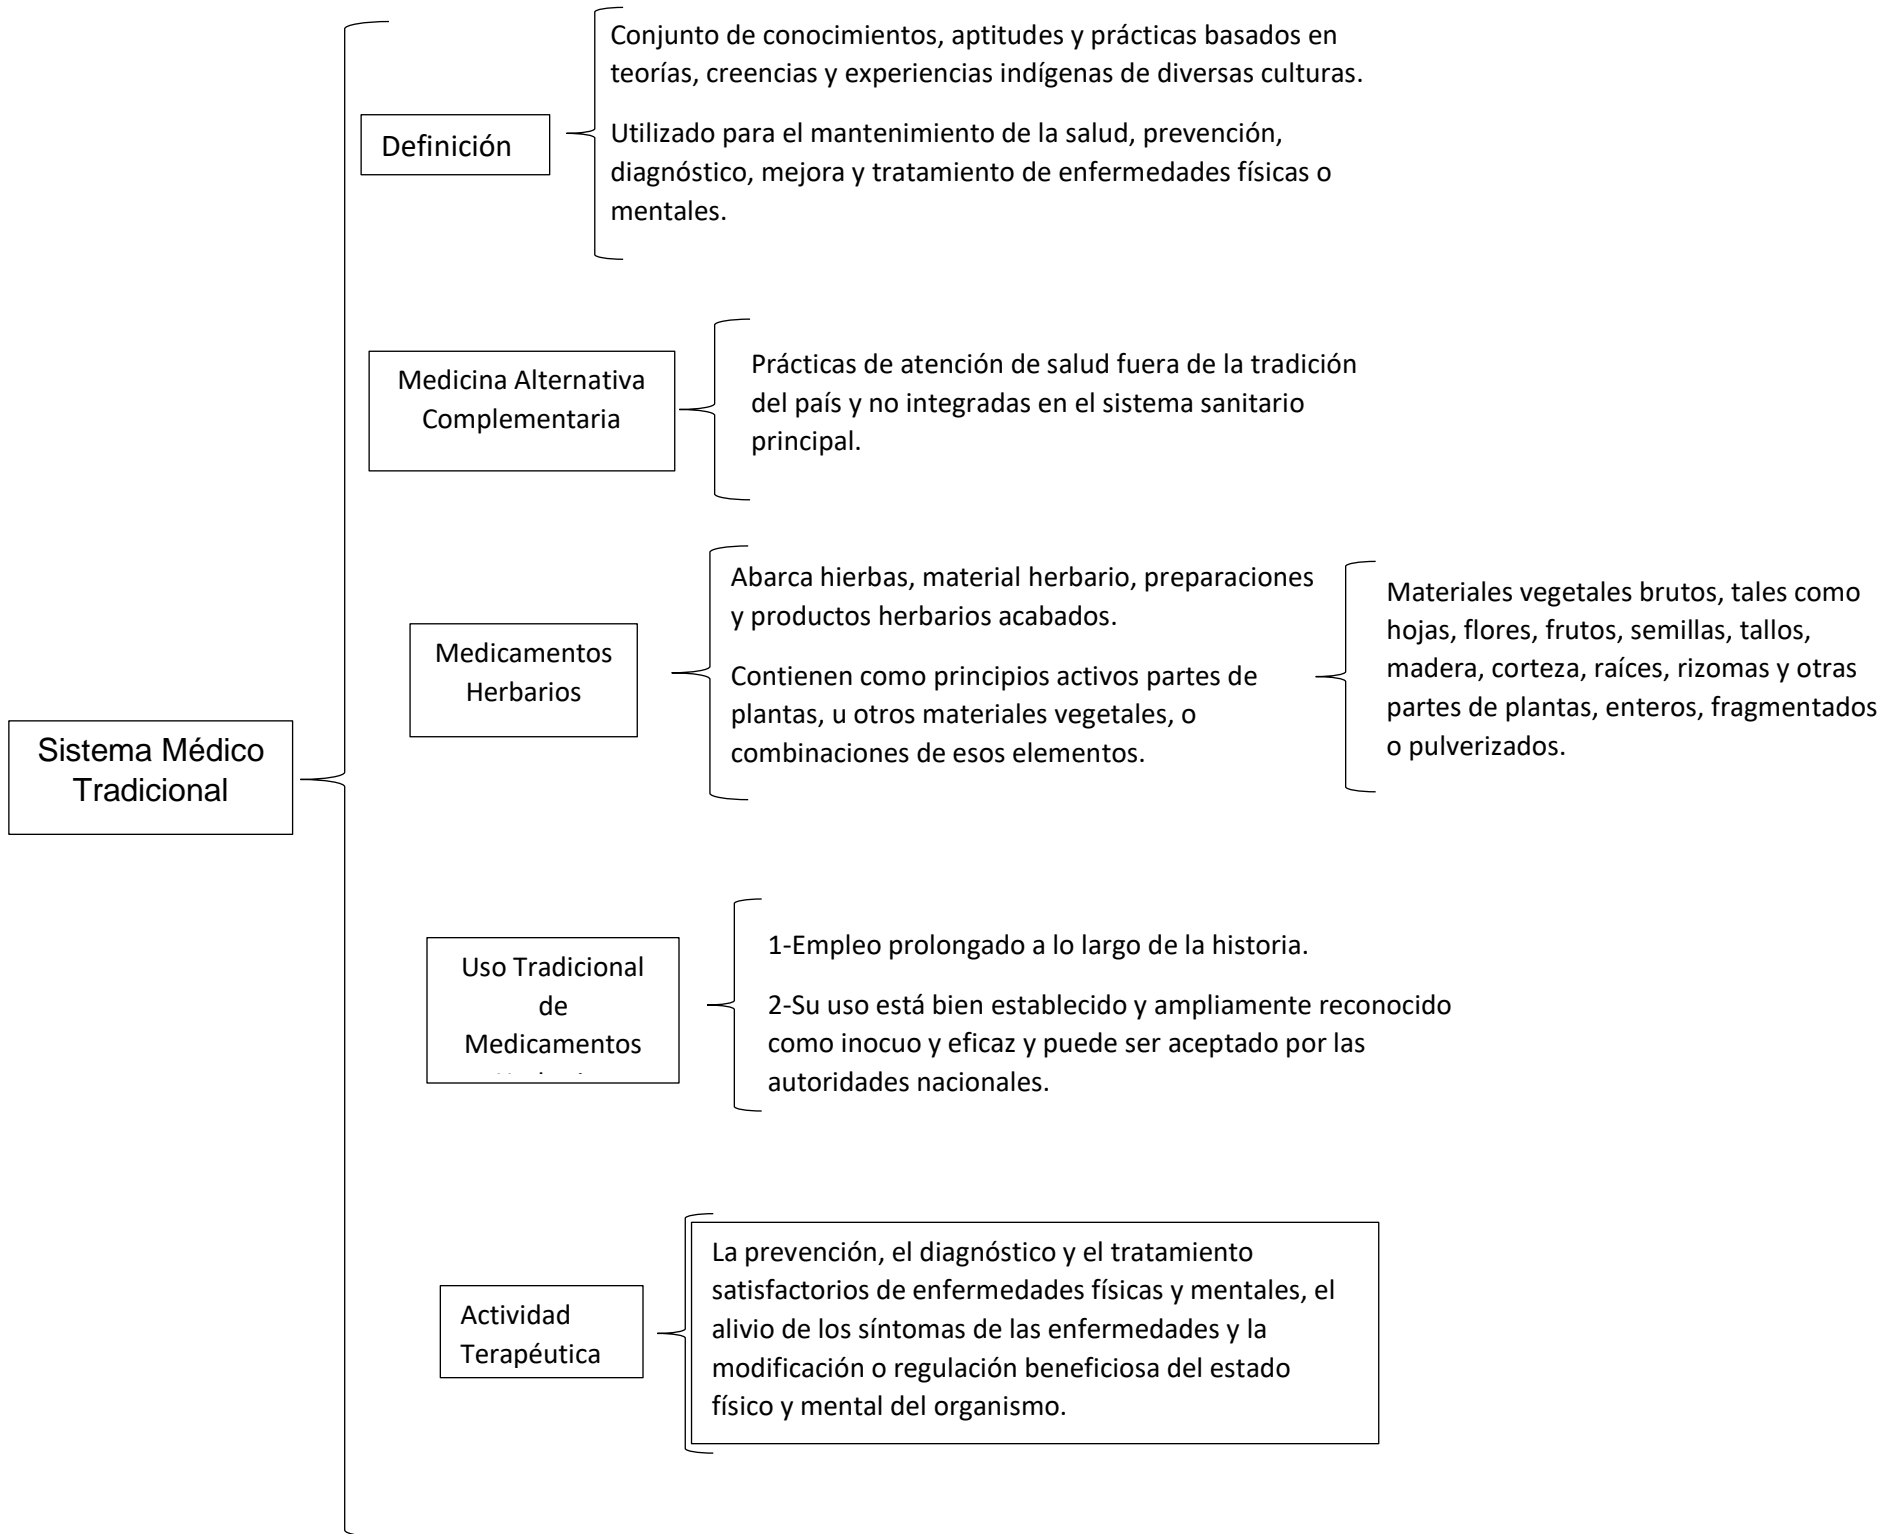 Sistema Médico
Tradicional
Definición
Conjunto de conocimientos, aptitudes y prácticas basados en
teorías, creencias y experiencias indígenas de diversas culturas.
Utilizado para el mantenimiento de la salud, prevención,
diagnóstico, mejora y tratamiento de enfermedades físicas o
mentales.
Medicina Alternativa
Complementaria
Prácticas de atención de salud fuera de la tradición
del país y no integradas en el sistema sanitario
principal.
Medicamentos
Herbarios
Abarca hierbas, material herbario, preparaciones
y productos herbarios acabados.
Contienen como principios activos partes de
plantas, u otros materiales vegetales, o
combinaciones de esos elementos.
Materiales vegetales brutos, tales como
hojas, flores, frutos, semillas, tallos,
madera, corteza, raíces, rizomas y otras
partes de plantas, enteros, fragmentados
o pulverizados.
Uso Tradicional
de
Medicamentos
1-Empleo prolongado a lo largo de la historia.
2-Su uso está bien establecido y ampliamente reconocido
como inocuo y eficaz y puede ser aceptado por las
autoridades nacionales.
Actividad
Terapéutica
La prevención, el diagnóstico y el tratamiento
satisfactorios de enfermedades físicas y mentales, el
alivio de los síntomas de las enfermedades y la
modificación o regulación beneficiosa del estado
físico y mental del organismo.